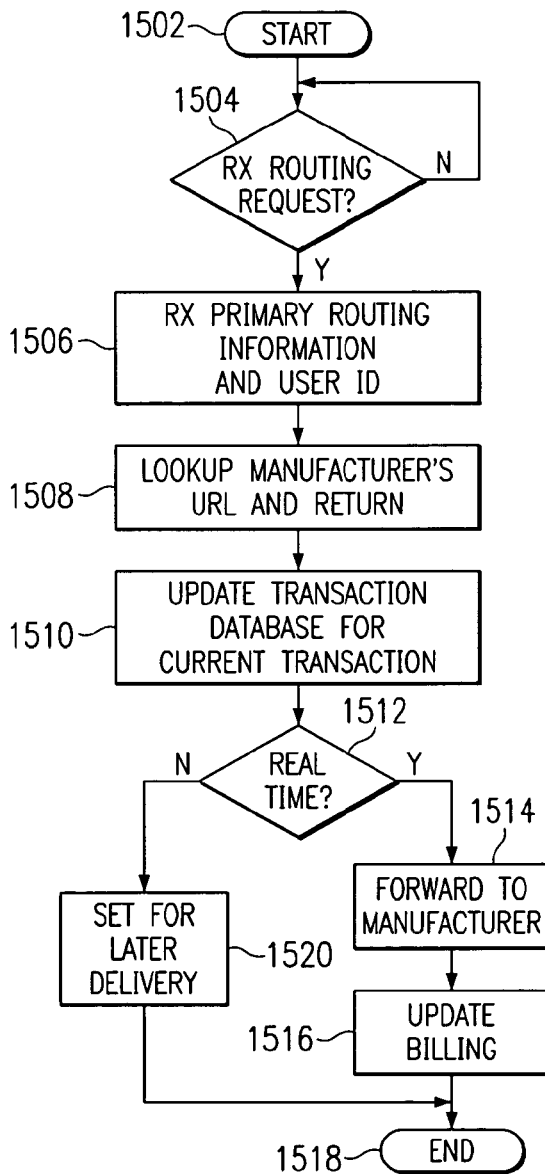 1502
START
1504
RX ROUTING
REQUEST?
N
Y
1506
RX PRIMARY ROUTING
INFORMATION
AND USER ID
1508
LOOKUP MANUFACTURER'S
URL AND RETURN
1510
UPDATE TRANSACTION
DATABASE FOR
CURRENT TRANSACTION
1512
N
REAL
TIME?
Y
1514
FORWARD TO
MANUFACTURER
SET FOR
LATER
DELIVERY
1520
1516
UPDATE
BILLING
1518
END